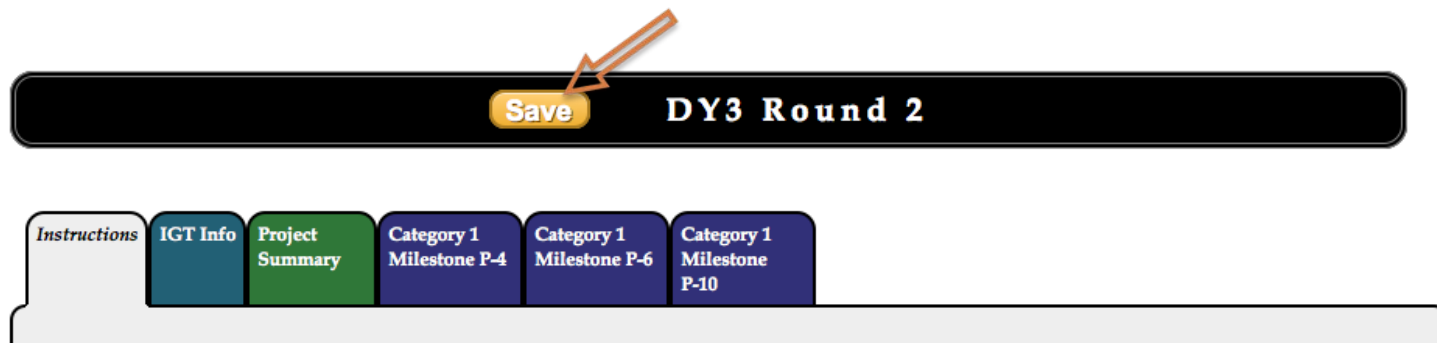 Save DY3 Round 2
Instructions
IGT Info
Project
Summary
Category 1
Milestone P-4
Category 1
Milestone P-6
Category 1
Milestone
P-10